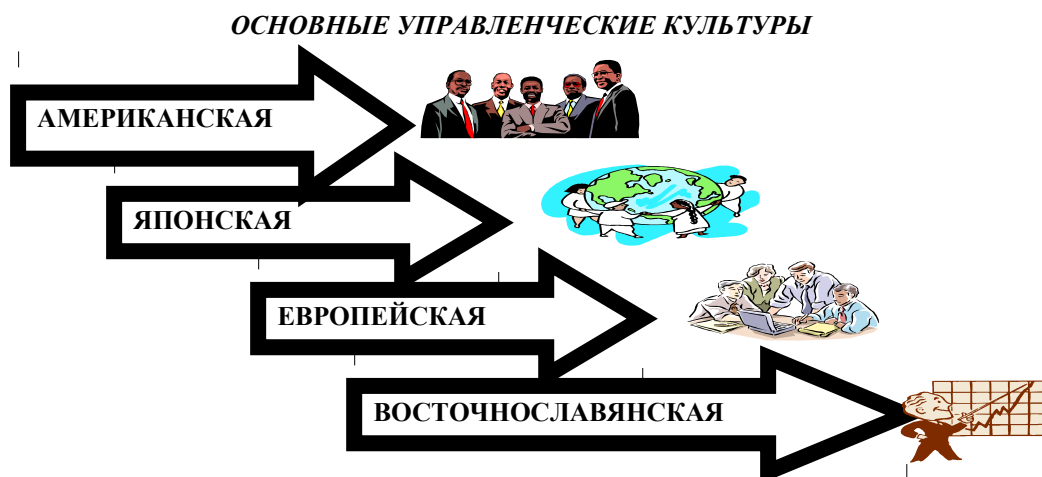 ОСНОВНЫЕ УПРАВЛЕНЧЕСКИЕ КУЛЬТУРЫ
АМЕРИКАНСКАЯ
ЯПОНСКАЯ
ЕВРОПЕЙСКАЯ
ВОСТОЧНОСЛАВЯНСКАЯ